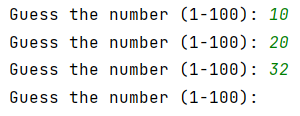 Guess the number (1-100): 10
Guess the number (1-100): 20
Guess the number (1-100): 32
Guess the number (1-100):